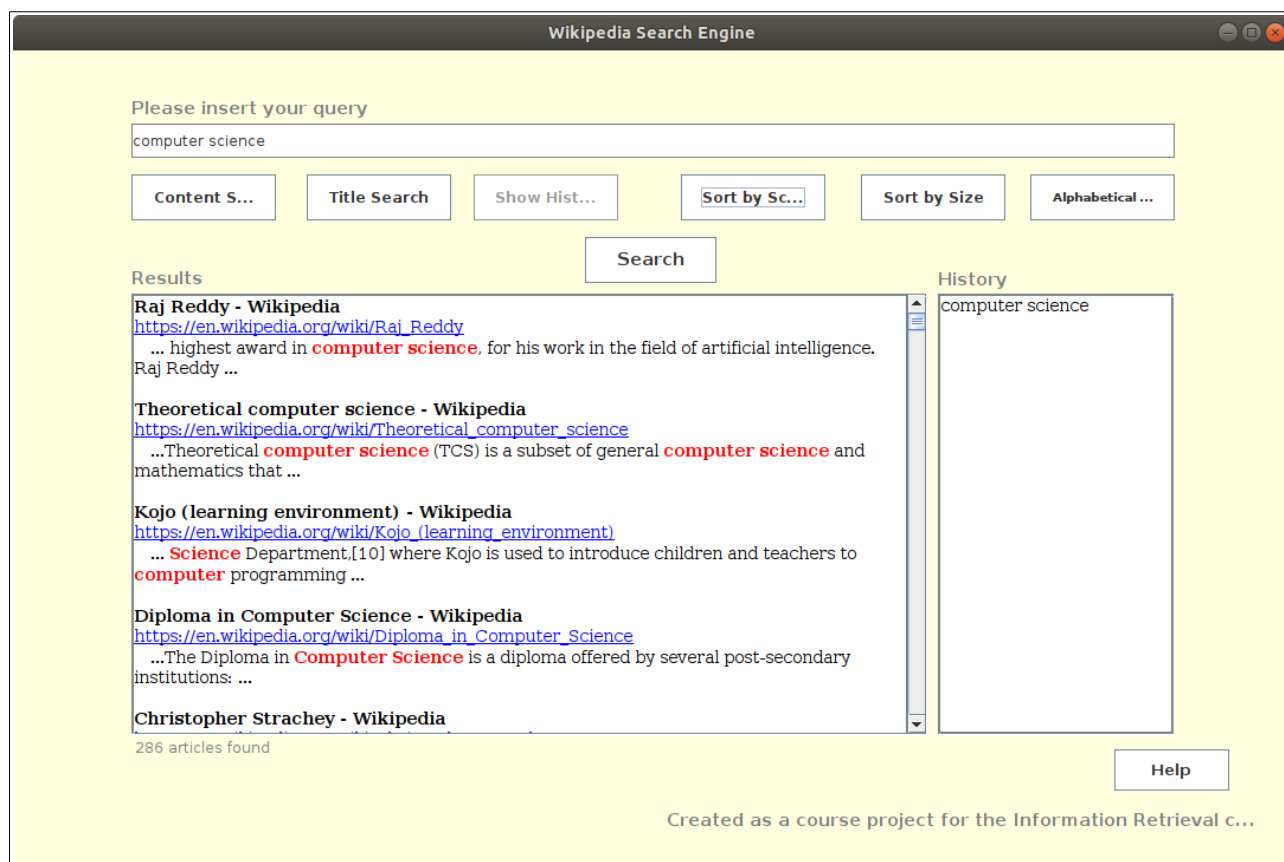 Wikipedia Search Engine
Please insert your query
computer science
Content S...
Title Search
Show Hist...
Sort by Sc...
Sort by Size
Alphabetical ...
Search
Results
Raj Reddy - Wikipedia
https://en.wikipedia.org/wiki/Raj_Reddy
... highest award in computer science, for his work in the field of artificial intelligence.
Raj Reddy ...
Theoretical computer science - Wikipedia
https://en.wikipedia.org/wiki/Theoretical_computer_science
...Theoretical computer science (TCS) is a subset of general computer science and
mathematics that ...
Kojo (learning environment) - Wikipedia
https://en.wikipedia.org/wiki/Kojo_(learning_environment)
... Science Department,[10] where Kojo is used to introduce children and teachers to
computer programming ...
Diploma in Computer Science - Wikipedia
https://en.wikipedia.org/wiki/Diploma_in_Computer_Science
...The Diploma in Computer Science is a diploma offered by several post-secondary
institutions: ...
Christopher Strachey - Wikipedia
286 articles found
History
computer science
Help
Created as a course project for the Information Retrieval c...